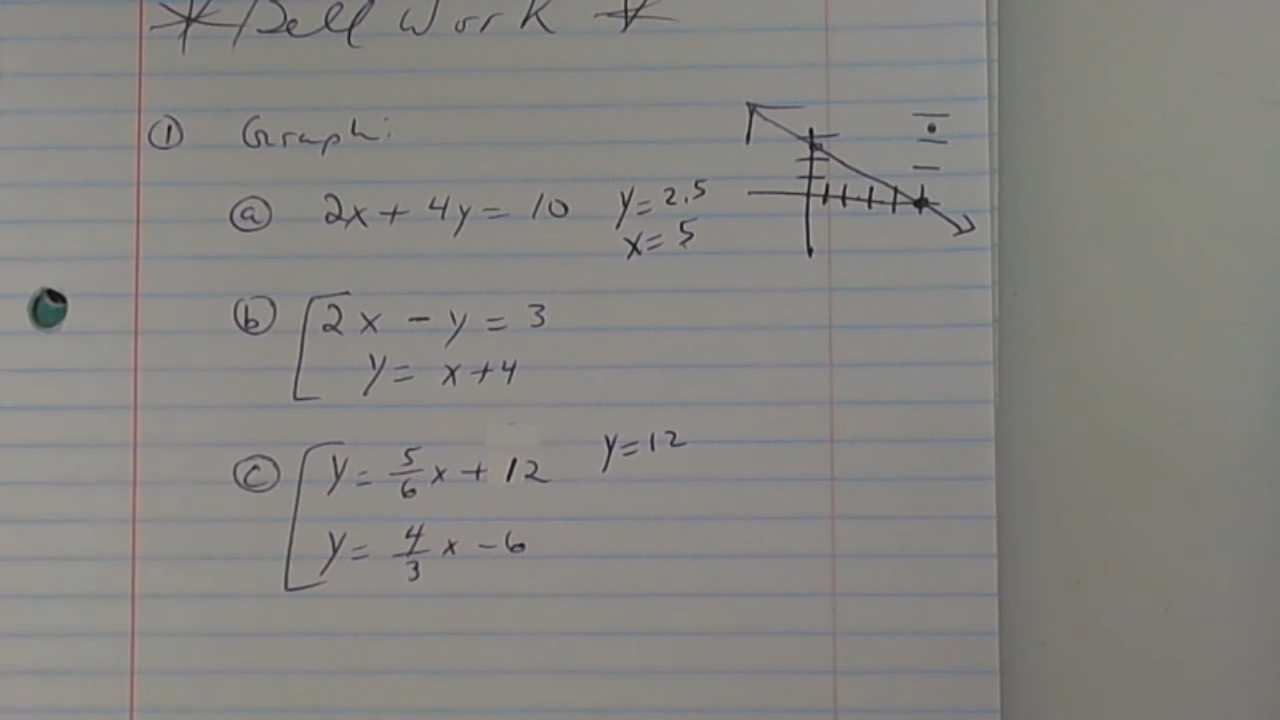 * Bell Work *
① Graph:
ⓐ 2x + 4y = 10 y = 2.5
x = 5
ⓑ 2x - y = 3
y = x + 4
ⓒ y = 5/6 x + 12 y = 12
y = 4/3 x - 6